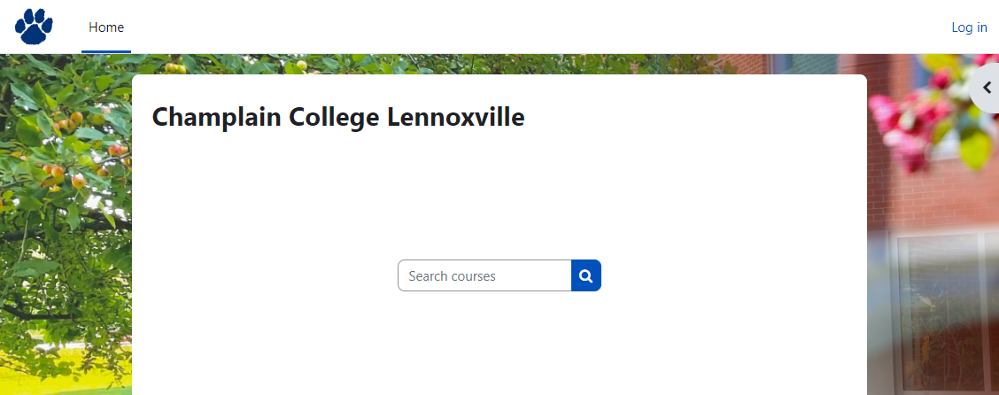 Home
Log in
Champlain College Lennoxville
Search courses